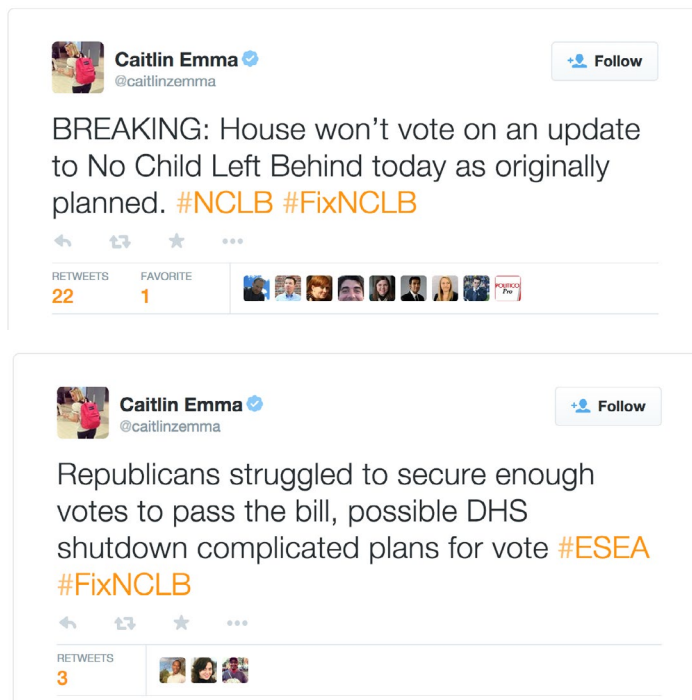 Caitlin Emma
@caitlinzemma
Follow
BREAKING: House won’t vote on an update
to No Child Left Behind today as originally
planned. #NCLB #FixNCLB
RETWEETS FAVORITE
22 1
POLITICO
Pro
Caitlin Emma
@caitlinzemma
Follow
Republicans struggled to secure enough
votes to pass the bill, possible DHS
shutdown complicated plans for vote #ESEA
#FixNCLB
RETWEETS
3